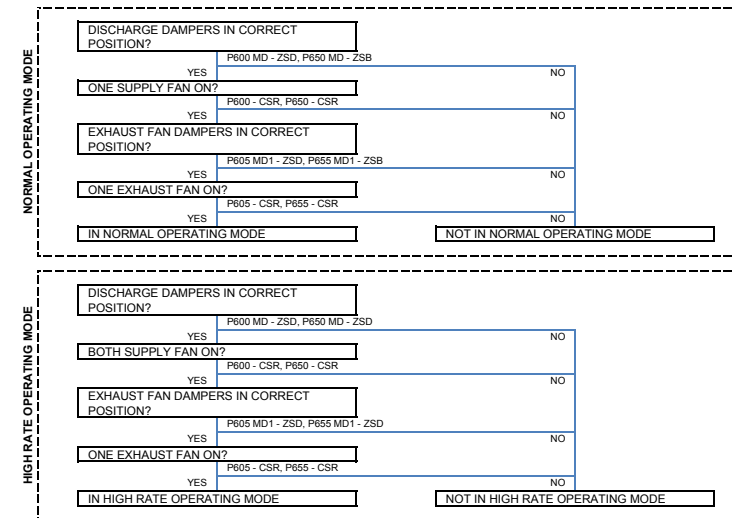 NORMAL OPERATING MODE
DISCHARGE DAMPERS IN CORRECT
POSITION?
P600 MD - ZSD, P650 MD - ZSB
YES NO
ONE SUPPLY FAN ON?
P600 - CSR, P650 - CSR
YES NO
EXHAUST FAN DAMPERS IN CORRECT
POSITION?
P605 MD1 - ZSD, P655 MD1 - ZSB
YES NO
ONE EXHAUST FAN ON?
P605 - CSR, P655 - CSR
YES NO
IN NORMAL OPERATING MODE NOT IN NORMAL OPERATING MODE
HIGH RATE OPERATING MODE
DISCHARGE DAMPERS IN CORRECT
POSITION?
P600 MD - ZSD, P650 MD - ZSD
YES NO
BOTH SUPPLY FAN ON?
P600 - CSR, P650 - CSR
YES NO
EXHAUST FAN DAMPERS IN CORRECT
POSITION?
P605 MD1 - ZSD, P655 MD1 - ZSD
YES NO
ONE EXHAUST FAN ON?
P605 - CSR, P655 - CSR
YES NO
IN HIGH RATE OPERATING MODE NOT IN HIGH RATE OPERATING MODE